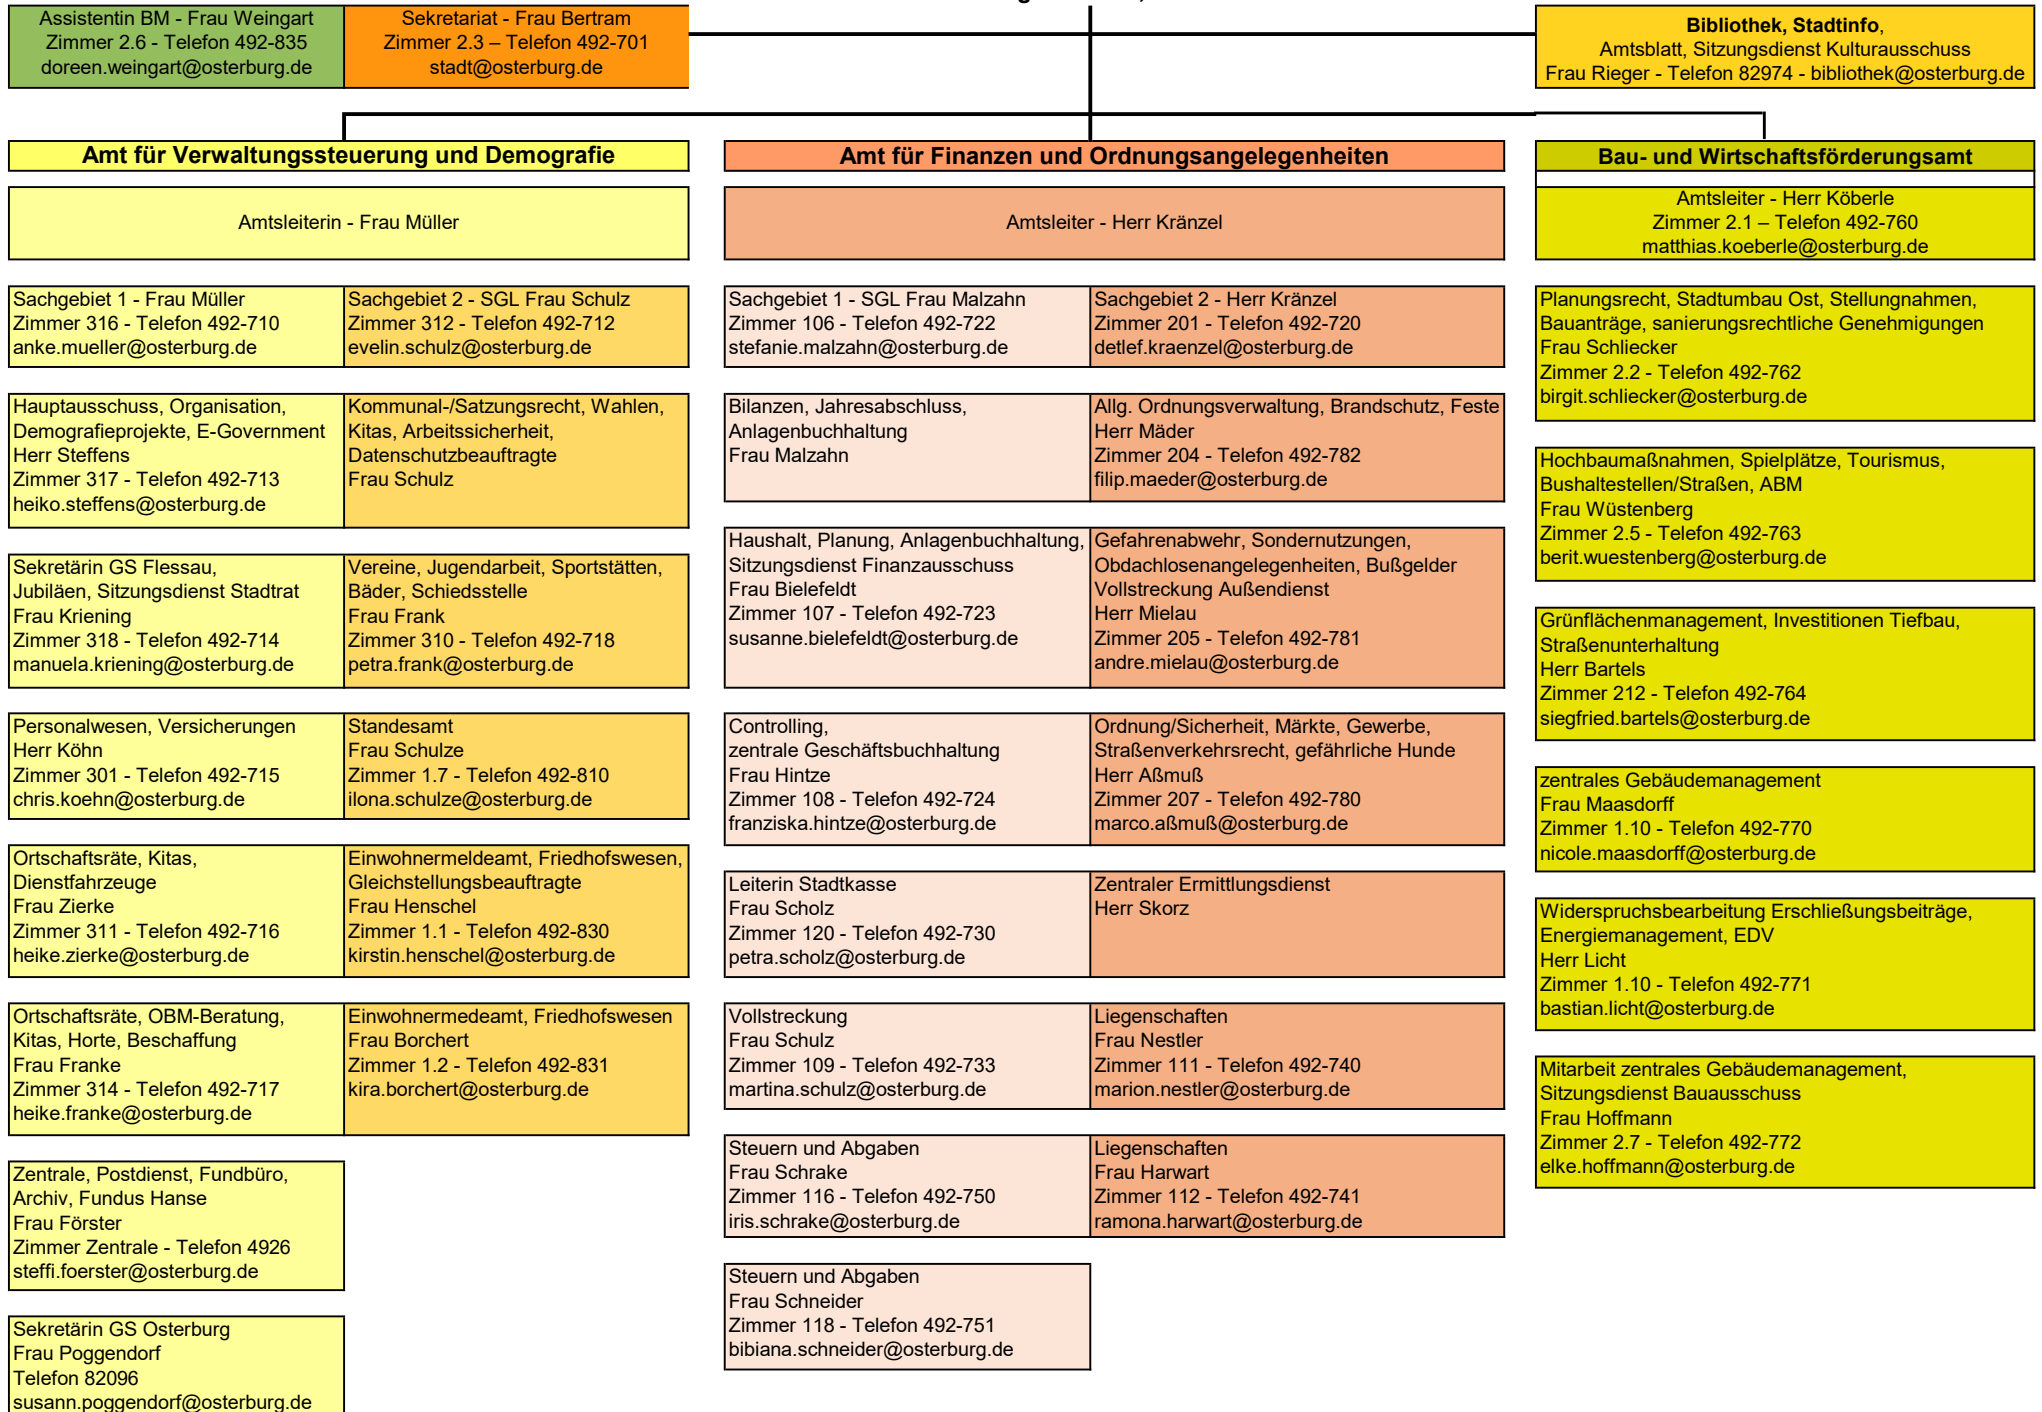 Assistentin BM - Frau Weingart
Zimmer 2.6 - Telefon 492-835
doreen.weingart@osterburg.de
Sekretariat - Frau Bertram
Zimmer 2.3 – Telefon 492-701
stadt@osterburg.de
Bibliothek, Stadtinfo,
Amtsblatt, Sitzungsdienst Kulturausschuss
Frau Rieger - Telefon 82974 - bibliothek@osterburg.de
Amt für Verwaltungssteuerung und Demografie
Amtsleiterin - Frau Müller
Sachgebiet 1 - Frau Müller
Zimmer 316 - Telefon 492-710
anke.mueller@osterburg.de
Sachgebiet 2 - SGL Frau Schulz
Zimmer 312 - Telefon 492-712
evelin.schulz@osterburg.de
Hauptausschuss, Organisation,
Demografieprojekte, E-Government
Herr Steffens
Zimmer 317 - Telefon 492-713
heiko.steffens@osterburg.de
Kommunal-/Satzungsrecht, Wahlen,
Kitas, Arbeitssicherheit,
Datenschutzbeauftragte
Frau Schulz
Sekretärin GS Flessau,
Jubiläen, Sitzungsdienst Stadtrat
Frau Kriening
Zimmer 318 - Telefon 492-714
manuela.kriening@osterburg.de
Vereine, Jugendarbeit, Sportstätten,
Bäder, Schiedsstelle
Frau Frank
Zimmer 310 - Telefon 492-718
petra.frank@osterburg.de
Personalwesen, Versicherungen
Herr Köhn
Zimmer 301 - Telefon 492-715
chris.koehn@osterburg.de
Standesamt
Frau Schulze
Zimmer 1.7 - Telefon 492-810
ilona.schulze@osterburg.de
Ortschaftsräte, Kitas,
Dienstfahrzeuge
Frau Zierke
Zimmer 311 - Telefon 492-716
heike.zierke@osterburg.de
Einwohnermeldeamt, Friedhofswesen,
Gleichstellungsbeauftragte
Frau Henschel
Zimmer 1.1 - Telefon 492-830
kirstin.henschel@osterburg.de
Ortschaftsräte, OBM-Beratung,
Kitas, Horte, Beschaffung
Frau Franke
Zimmer 314 - Telefon 492-717
heike.franke@osterburg.de
Einwohnermedeamt, Friedhofswesen
Frau Borchert
Zimmer 1.2 - Telefon 492-831
kira.borchert@osterburg.de
Zentrale, Postdienst, Fundbüro,
Archiv, Fundus Hanse
Frau Förster
Zimmer Zentrale - Telefon 4926
steffi.foerster@osterburg.de
Sekretärin GS Osterburg
Frau Poggendorf
Telefon 82096
susann.poggendorf@osterburg.de
Amt für Finanzen und Ordnungsangelegenheiten
Amtsleiter - Herr Kränzel
Sachgebiet 1 - SGL Frau Malzahn
Zimmer 106 - Telefon 492-722
stefanie.malzahn@osterburg.de
Sachgebiet 2 - Herr Kränzel
Zimmer 201 - Telefon 492-720
detlef.kraenzel@osterburg.de
Bilanzen, Jahresabschluss,
Anlagenbuchhaltung
Frau Malzahn
Allg. Ordnungsverwaltung, Brandschutz, Feste
Herr Mäder
Zimmer 204 - Telefon 492-782
filip.maeder@osterburg.de
Haushalt, Planung, Anlagenbuchhaltung,
Sitzungsdienst Finanzausschuss
Frau Bielefeldt
Zimmer 107 - Telefon 492-723
susanne.bielefeldt@osterburg.de
Gefahrenabwehr, Sondernutzungen,
Obdachlosenangelegenheiten, Bußgelder
Vollstreckung Außendienst
Herr Mielau
Zimmer 205 - Telefon 492-781
andre.mielau@osterburg.de
Controlling,
zentrale Geschäftsbuchhaltung
Frau Hintze
Zimmer 108 - Telefon 492-724
franziska.hintze@osterburg.de
Ordnung/Sicherheit, Märkte, Gewerbe,
Straßenverkehrsrecht, gefährliche Hunde
Herr Aßmuß
Zimmer 207 - Telefon 492-780
marco.aßmuß@osterburg.de
Leiterin Stadtkasse
Frau Scholz
Zimmer 120 - Telefon 492-730
petra.scholz@osterburg.de
Zentraler Ermittlungsdienst
Herr Skorz
Vollstreckung
Frau Schulz
Zimmer 109 - Telefon 492-733
martina.schulz@osterburg.de
Liegenschaften
Frau Nestler
Zimmer 111 - Telefon 492-740
marion.nestler@osterburg.de
Steuern und Abgaben
Frau Schrake
Zimmer 116 - Telefon 492-750
iris.schrake@osterburg.de
Liegenschaften
Frau Harwart
Zimmer 112 - Telefon 492-741
ramona.harwart@osterburg.de
Steuern und Abgaben
Frau Schneider
Zimmer 118 - Telefon 492-751
bibiana.schneider@osterburg.de
Bau- und Wirtschaftsförderungsamt
Amtsleiter - Herr Köberle
Zimmer 2.1 – Telefon 492-760
matthias.koeberle@osterburg.de
Planungsrecht, Stadtumbau Ost, Stellungnahmen,
Bauanträge, sanierungsrechtliche Genehmigungen
Frau Schliecker
Zimmer 2.2 - Telefon 492-762
birgit.schliecker@osterburg.de
Hochbaumaßnahmen, Spielplätze, Tourismus,
Bushaltestellen/Straßen, ABM
Frau Wüstenberg
Zimmer 2.5 - Telefon 492-763
berit.wuestenberg@osterburg.de
Grünflächenmanagement, Investitionen Tiefbau,
Straßenunterhaltung
Herr Bartels
Zimmer 212 - Telefon 492-764
siegfried.bartels@osterburg.de
zentrales Gebäudemanagement
Frau Maasdorff
Zimmer 1.10 - Telefon 492-770
nicole.maasdorff@osterburg.de
Widerspruchsbearbeitung Erschließungsbeiträge,
Energiemanagement, EDV
Herr Licht
Zimmer 1.10 - Telefon 492-771
bastian.licht@osterburg.de
Mitarbeit zentrales Gebäudemanagement,
Sitzungsdienst Bauausschuss
Frau Hoffmann
Zimmer 2.7 - Telefon 492-772
elke.hoffmann@osterburg.de